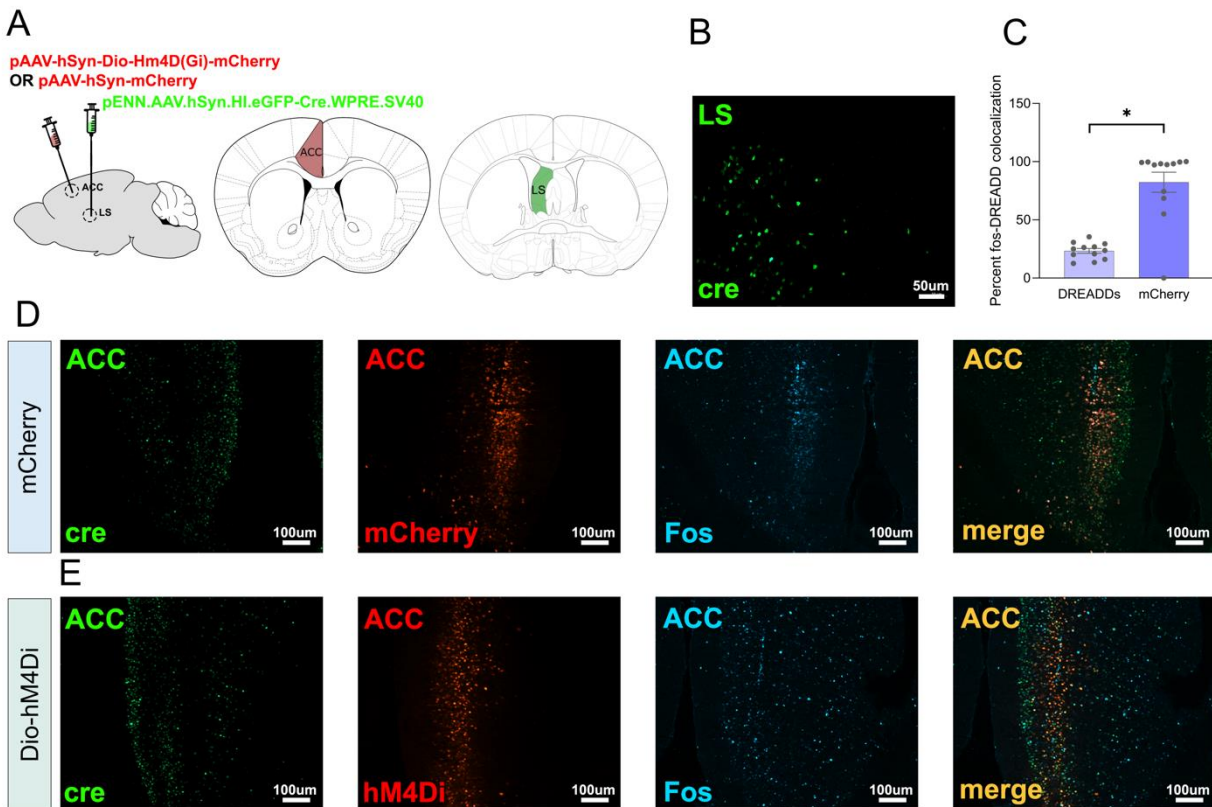 A
pAAV-hSyn-Dio-Hm4D(Gi)-mCherry
OR pAAV-hSyn-mCherry
pENN.AAV.hSyn.HI.eGFP-Cre.WPRE.SV40
ACC
LS
ACC
LS
B
LS
cre
50um
C
Percent fos-DREADD colocalization
150
100
50
0
*
DREADDs
mCherry
D
mCherry
ACC
cre
100um
ACC
mCherry
100um
ACC
Fos
100um
ACC
merge
100um
E
Dio-hM4Di
ACC
cre
100um
ACC
hM4Di
100um
ACC
Fos
100um
ACC
merge
100um